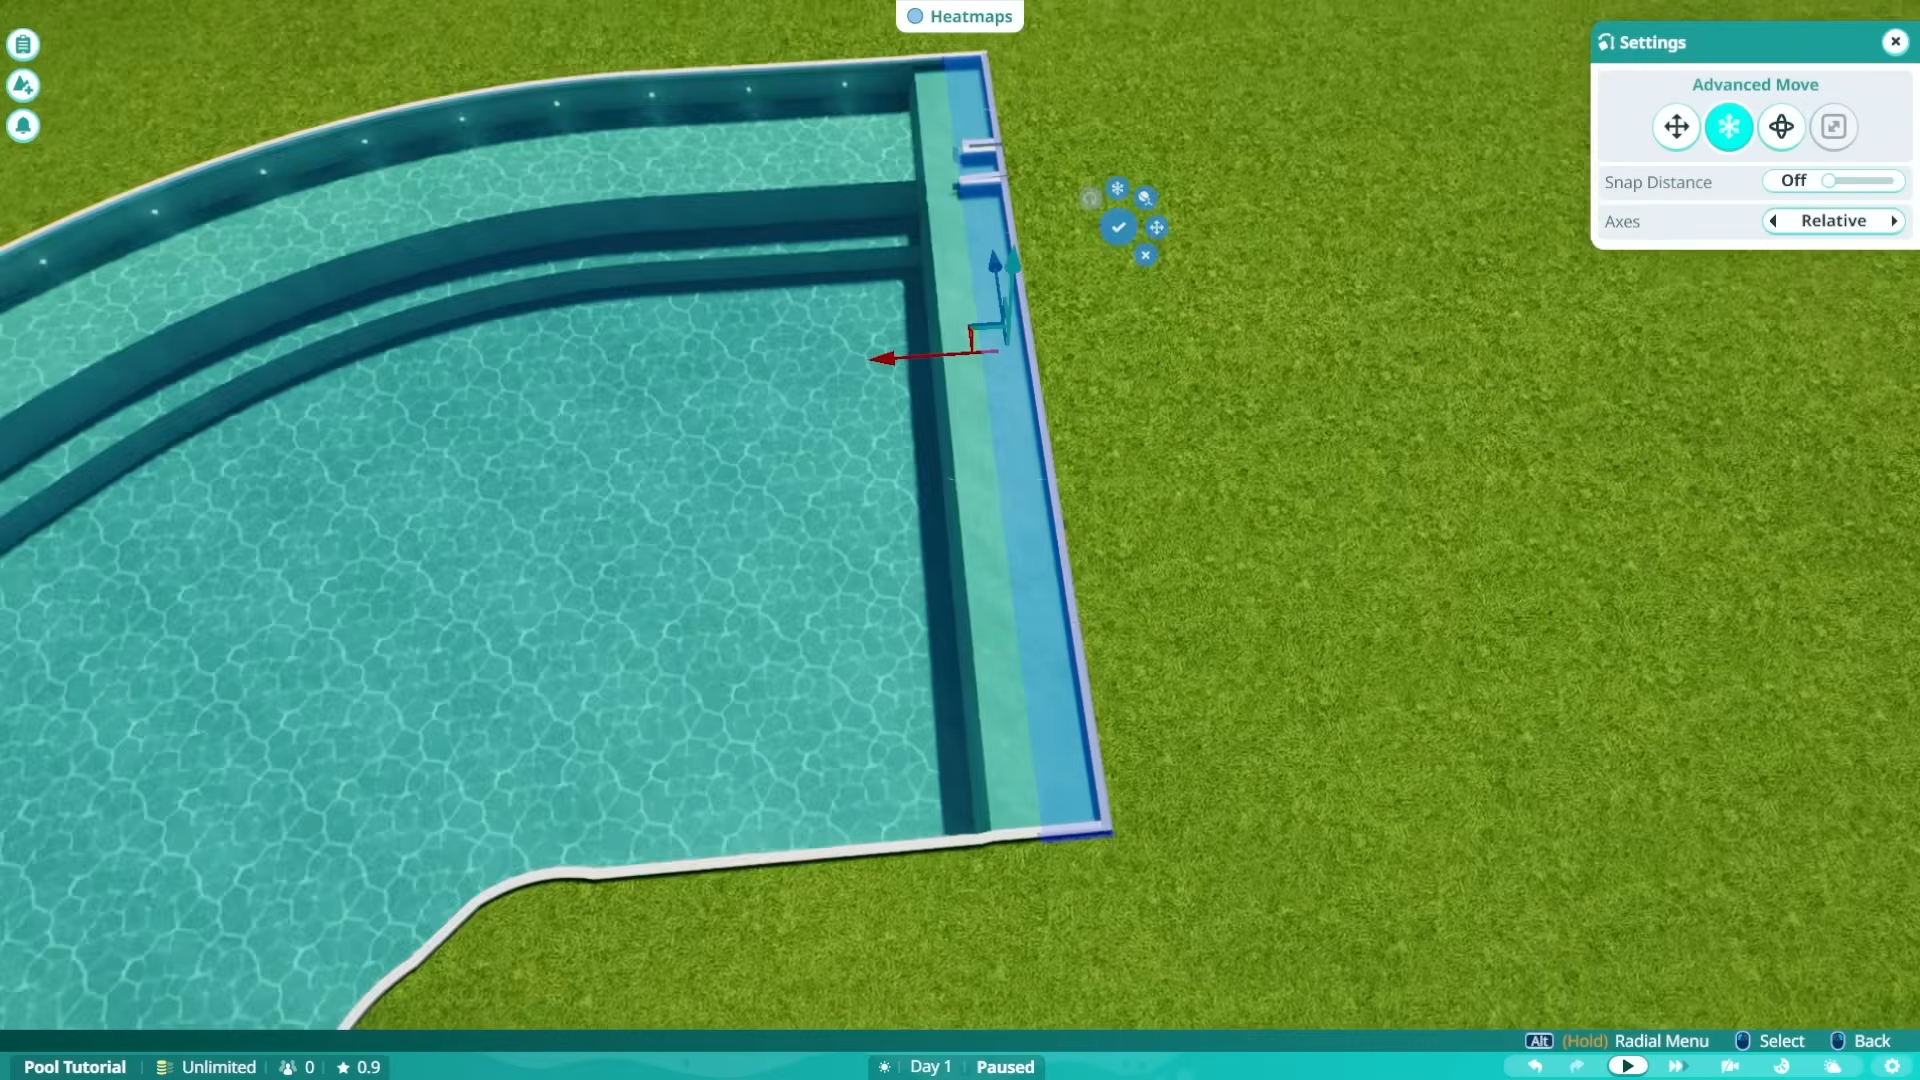 Heatmaps
Settings
Advanced Move
Snap Distance Off
Axes Relative
Alt (Hold) Radial Menu Select Back
Pool Tutorial Unlimited 0 0.9 Day 1 Paused